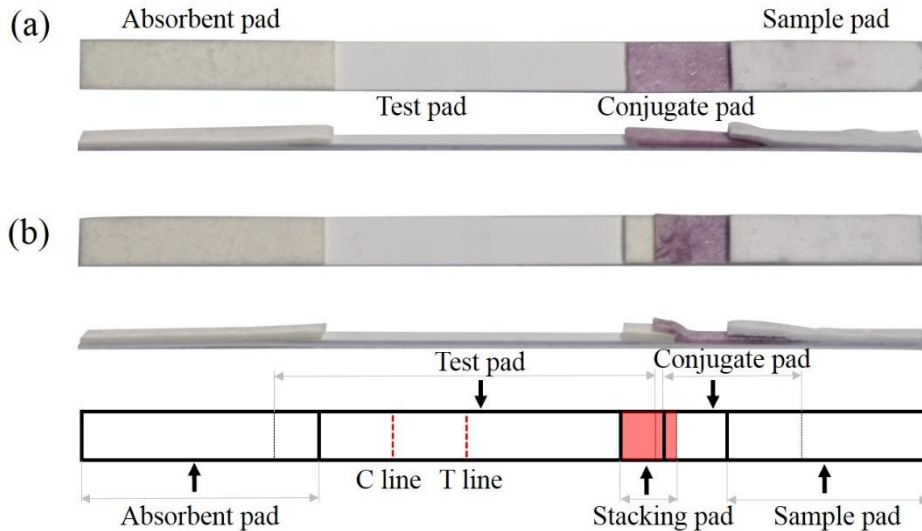 (a)
Absorbent pad
Sample pad
Test pad
Conjugate pad
(b)
Test pad
Conjugate pad
C line
T line
Absorbent pad
Stacking pad
Sample pad